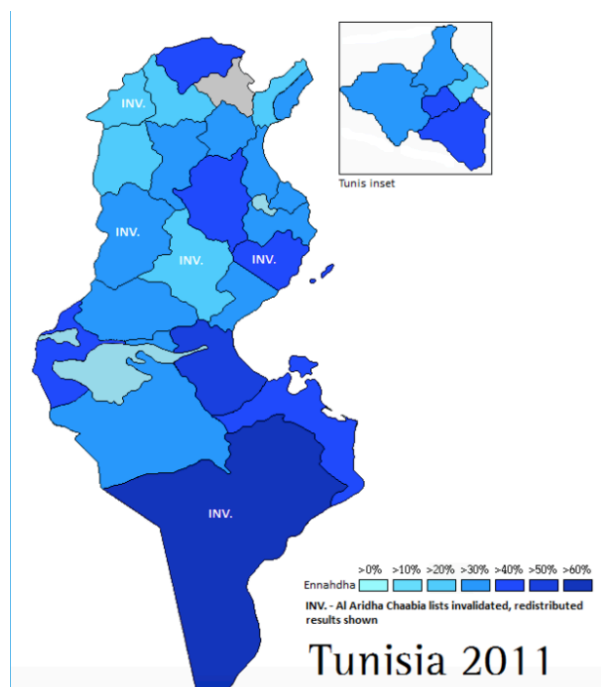 INV.
Tunis inset
INV.
INV.
INV.
INV.
>0% >10% >20% >30% >40% >50% >60%
Ennahdha
INV. - Al Aridha Chaabia lists invalidated, redistributed
results shown
Tunisia 2011